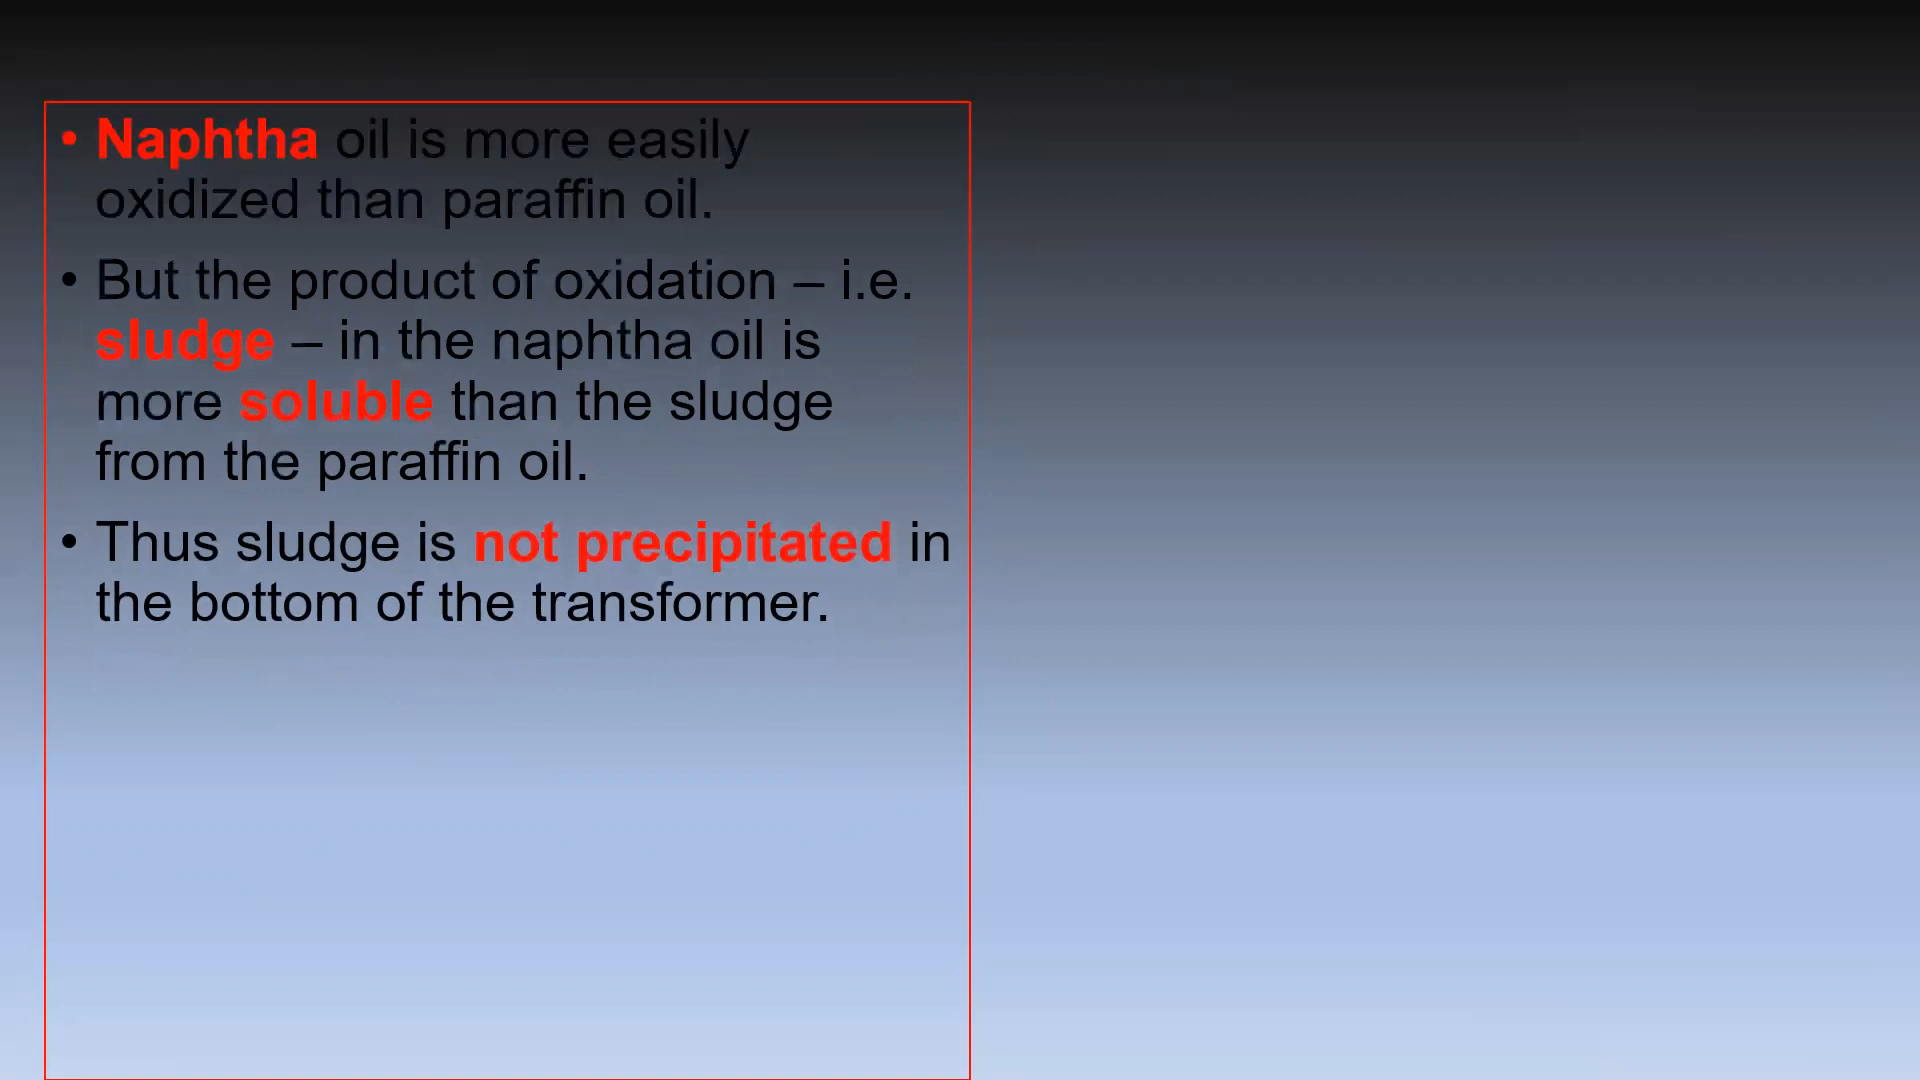 • Naphtha oil is more easily
oxidized than paraffin oil.
• But the product of oxidation – i.e.
sludge – in the naphtha oil is
more soluble than the sludge
from the paraffin oil.
• Thus sludge is not precipitated in
the bottom of the transformer.